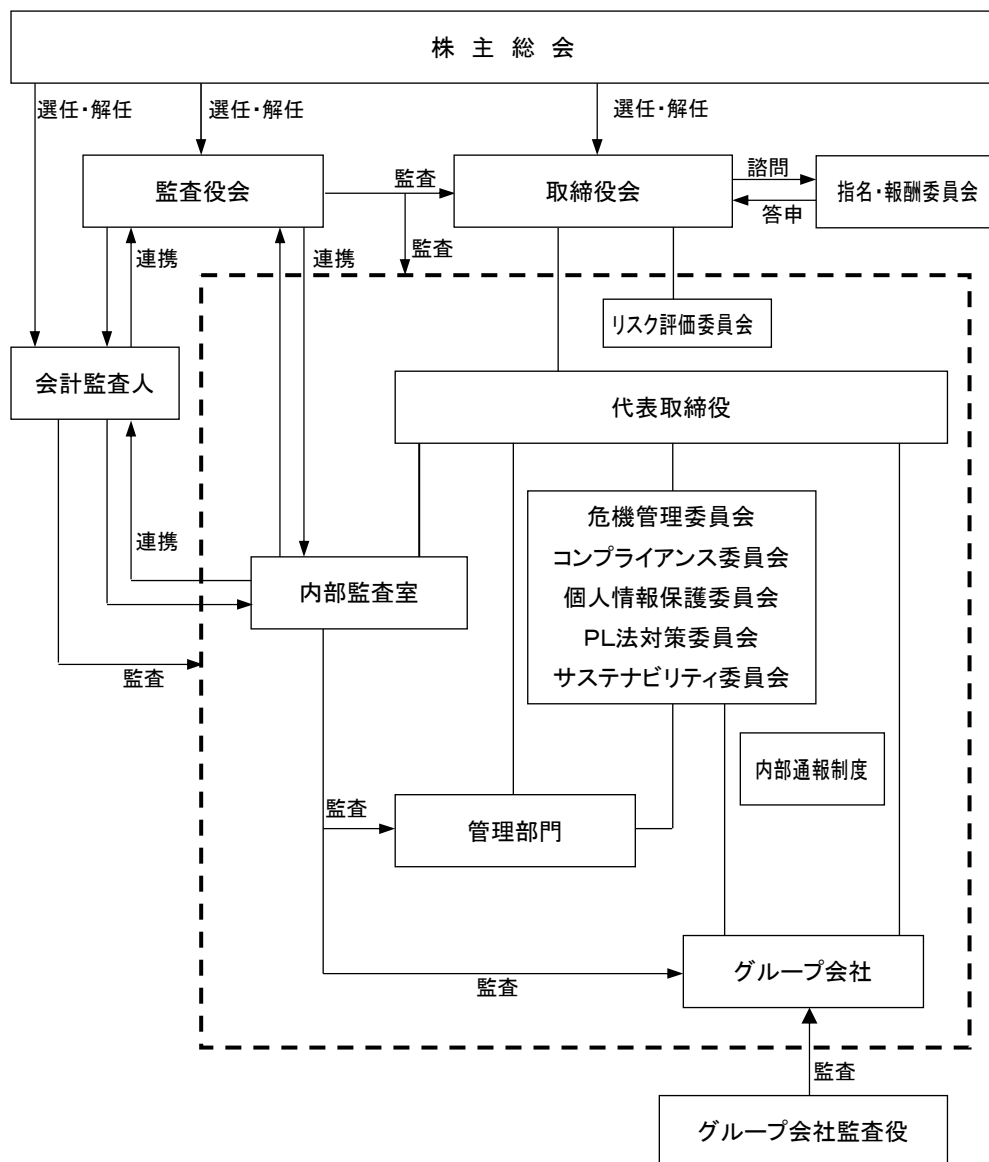 株主総会
選任・解任
選任・解任
選任・解任
監査役会
監査
取締役会
諮問
答申
指名・報酬委員会
連携
連携
監査
リスク評価委員会
会計監査人
代表取締役
危機管理委員会
コンプライアンス委員会
個人情報保護委員会
PL法対策委員会
サステナビリティ委員会
連携
内部監査室
監査
内部通報制度
監査
管理部門
グループ会社
監査
監査
グループ会社監査役